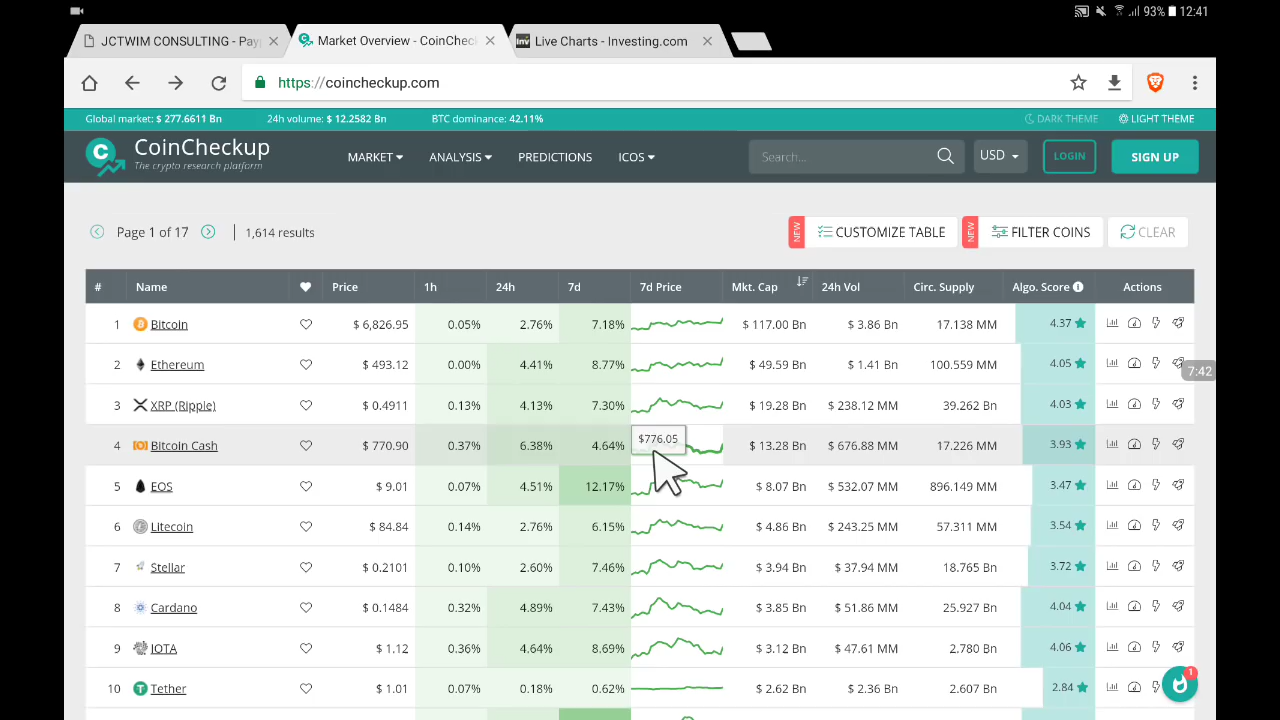 93% 12:41
JCTWIM CONSULTING - Payp
Market Overview - CoinChec
Inv Live Charts - Investing.com
https://coincheckup.com
Global market: $ 277.6611 Bn 24h volume: $ 12.2582 Bn BTC dominance: 42.11% DARK THEME LIGHT THEME
CoinCheckup
The crypto research platform
MARKET ANALYSIS PREDICTIONS ICOS Search... USD LOGIN SIGN UP
Page 1 of 17 1,614 results NEW CUSTOMIZE TABLE NEW FILTER COINS CLEAR
# Name Price 1h 24h 7d 7d Price Mkt. Cap 24h Vol Circ. Supply Algo. Score Actions
1 Bitcoin $ 6,826.95 0.05% 2.76% 7.18% $ 117.00 Bn $ 3.86 Bn 17.138 MM 4.37
2 Ethereum $ 493.12 0.00% 4.41% 8.77% $ 49.59 Bn $ 1.41 Bn 100.559 MM 4.05
7:42
3 XRP (Ripple) $ 0.4911 0.13% 4.13% 7.30% $ 19.28 Bn $ 238.12 MM 39.262 Bn 4.03
4 Bitcoin Cash $ 770.90 0.37% 6.38% 4.64% $776.05 $ 13.28 Bn $ 676.88 MM 17.226 MM 3.93
5 EOS $ 9.01 0.07% 4.51% 12.17% $ 8.07 Bn $ 532.07 MM 896.149 MM 3.47
6 Litecoin $ 84.84 0.14% 2.76% 6.15% $ 4.86 Bn $ 243.25 MM 57.311 MM 3.54
7 Stellar $ 0.2101 0.10% 2.60% 7.46% $ 3.94 Bn $ 37.94 MM 18.765 Bn 3.72
8 Cardano $ 0.1484 0.32% 4.89% 7.43% $ 3.85 Bn $ 51.86 MM 25.927 Bn 4.04
9 IOTA $ 1.12 0.36% 4.64% 8.69% $ 3.12 Bn $ 47.61 MM 2.780 Bn 4.06
10 Tether $ 1.01 0.07% 0.18% 0.62% $ 2.62 Bn $ 2.36 Bn 2.607 Bn 2.84
1